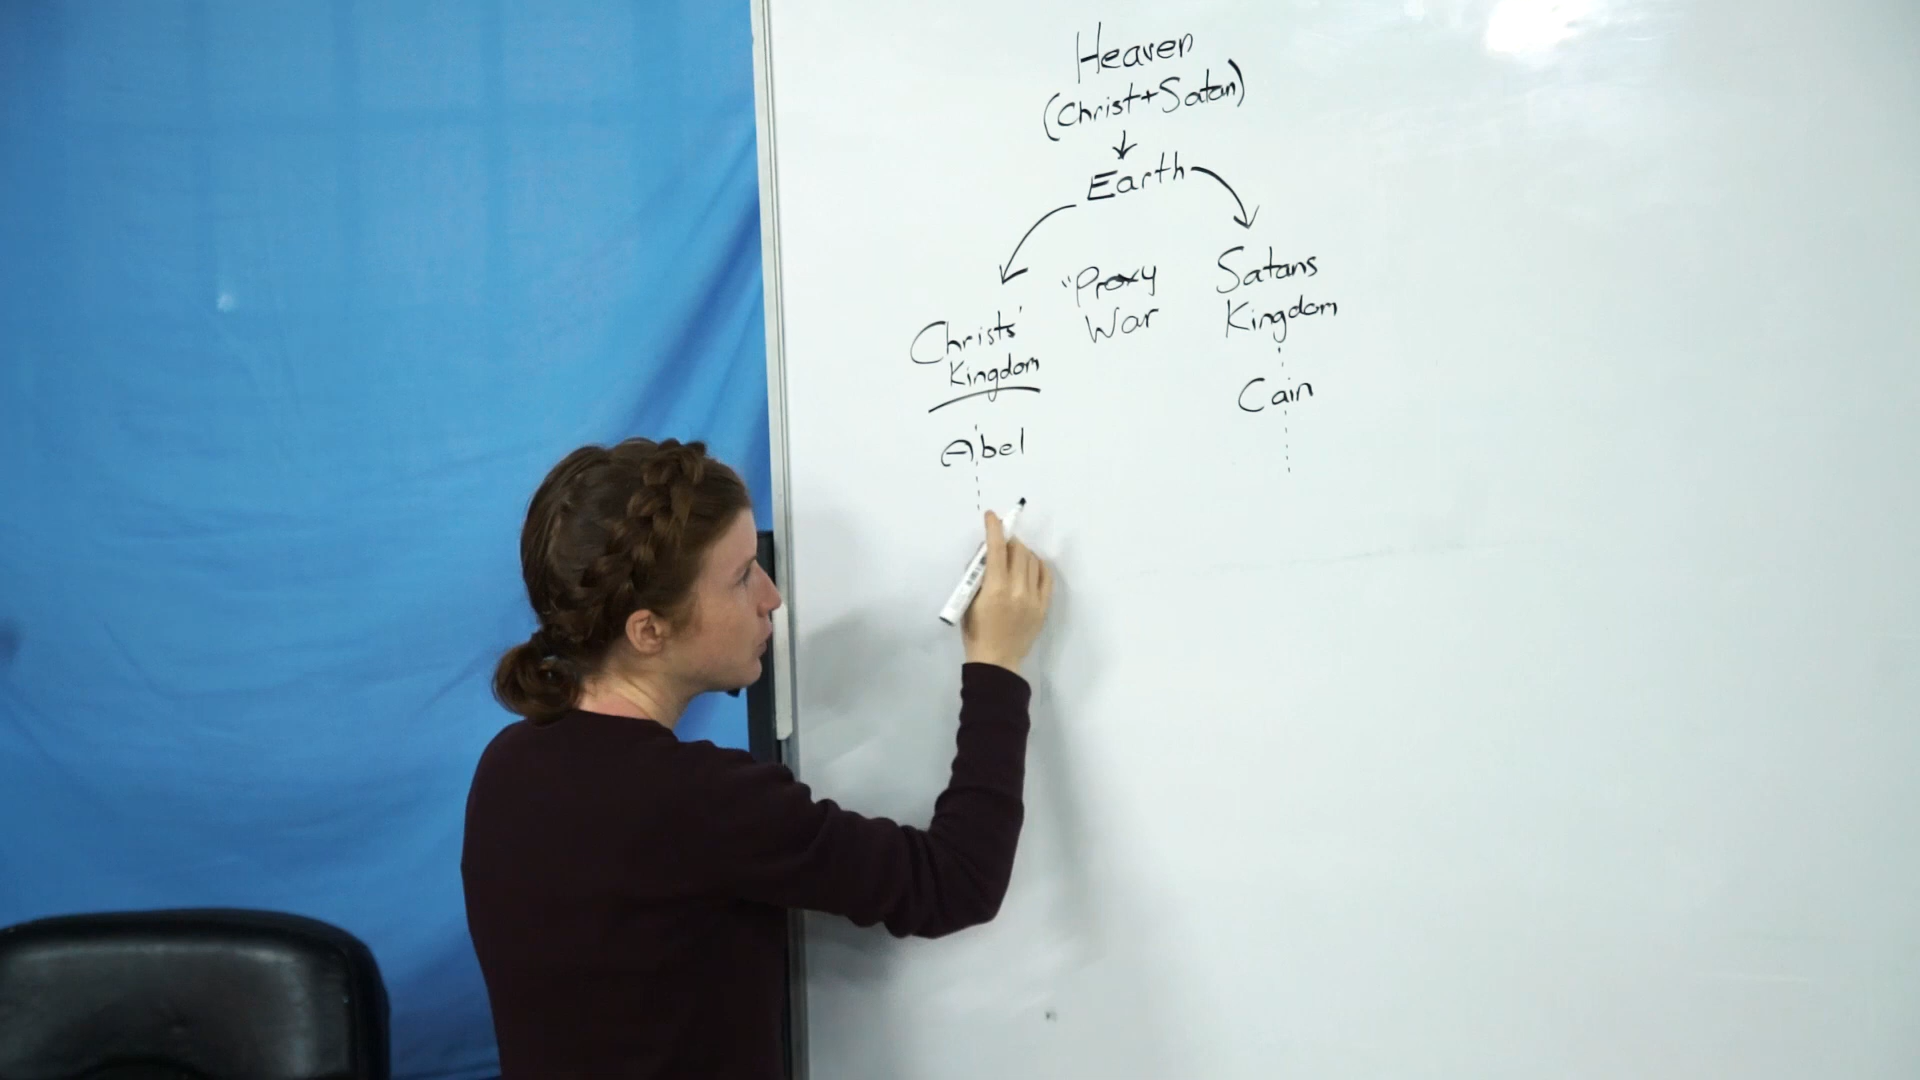 Heaven
(Christ+Satan)
Earth
"Proxy
War
Satans
Kingdom
Christs'
Kingdom
Cain
Abel